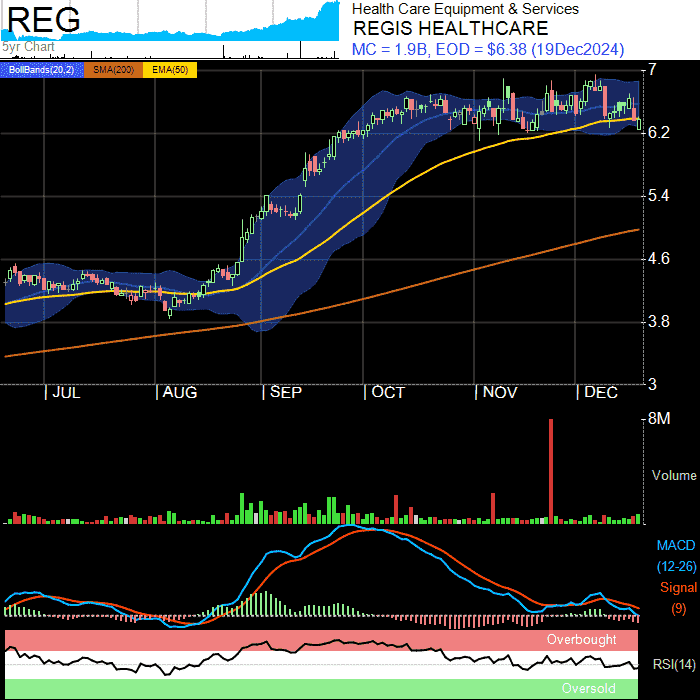 REG
5yr Chart
Health Care Equipment & Services
REGIS HEALTHCARE
MC = 1.9B, EOD = $6.38 (19Dec2024)
BollBands(20,2) SMA(200) EMA(50)
7
6.2
5.4
4.6
3.8
3
| JUL | AUG | SEP | OCT | NOV | DEC
8M
Volume
MACD
(12-26)
Signal
(9)
Overbought
RSI(14)
Oversold